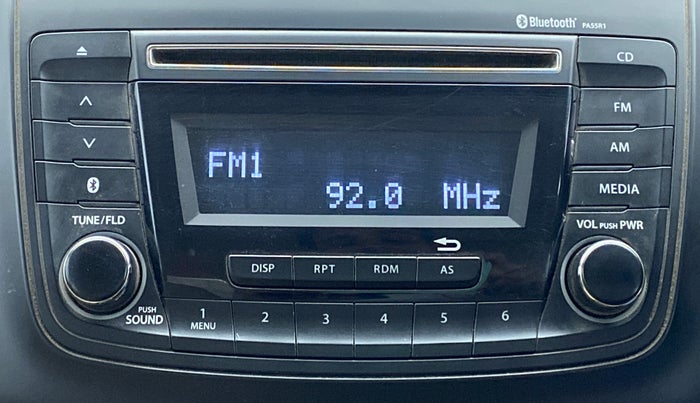 Bluetooth® PA5SR1
CD
FM
AM
MEDIA
FM1
92.0 MHz
TUNE/FLD
VOL PUSH PWR
DISP RPT RDM AS
PUSH
SOUND
1 2 3 4 5 6
MENU